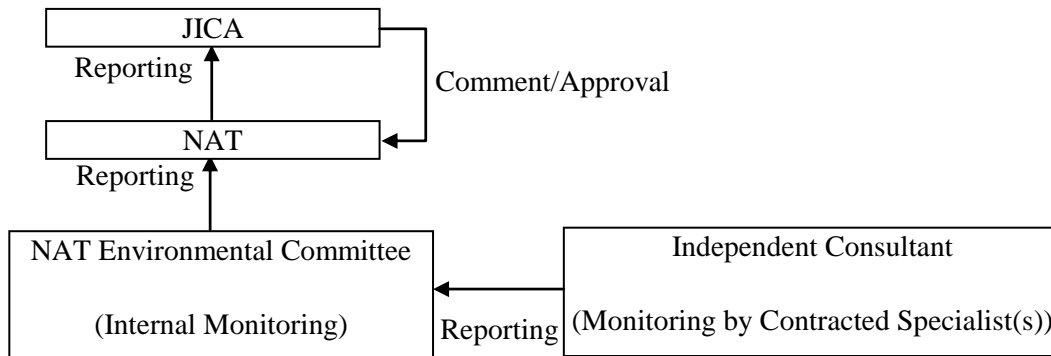 JICA
Reporting
Comment/Approval
NAT
Reporting
NAT Environmental Committee
(Internal Monitoring)
Reporting
Independent Consultant
(Monitoring by Contracted Specialist(s))